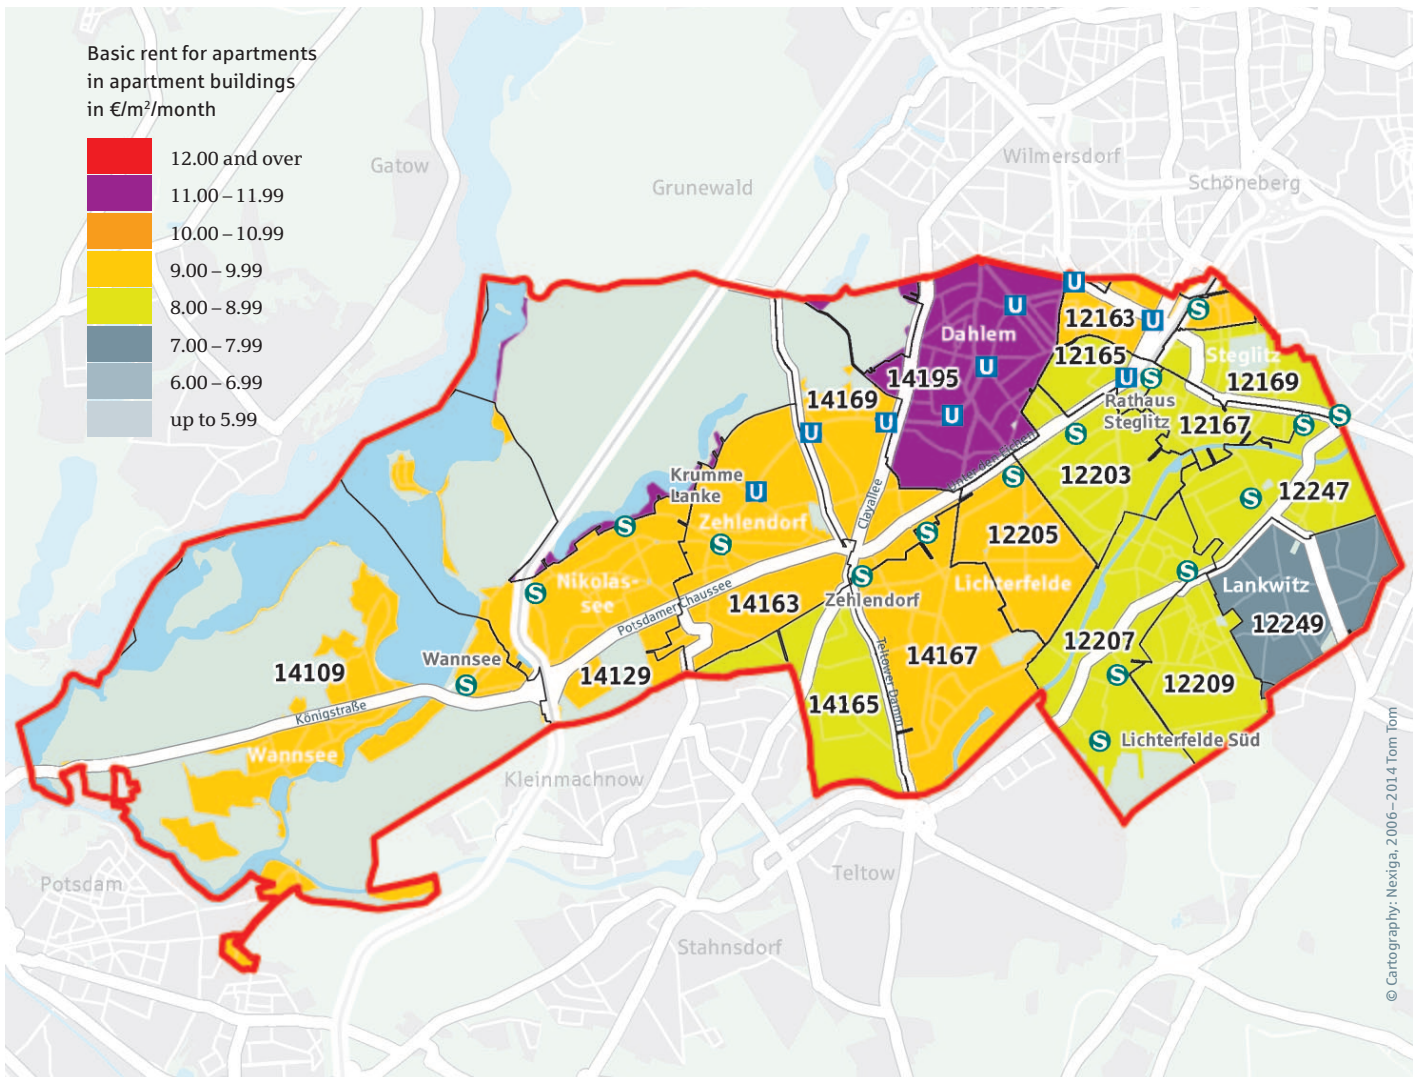 Basic rent for apartments
in apartment buildings
in €/m²/month
12.00 and over
11.00 – 11.99
10.00 – 10.99
9.00 – 9.99
8.00 – 8.99
7.00 – 7.99
6.00 – 6.99
up to 5.99
Gatow
Grunewald
Wilmersdorf
Schöneberg
U
U
S
12163
U
Dahlem
12165
Steglitz
U
14195
U
S
12169
14169
Rathaus
Steglitz
U
U
U
S
12167
S
S
Krumme
Lanke
U
Unter den Eichen
S
12203
S
12247
Clayallee
Zehlendorf
S
S
S
12205
S
Nikolas-
see
S
Potsdamer Chaussee
14163
S
Zehlendorf
Lichterfelde
S
Lankwitz
12249
14109
Wannsee
S
14129
Teltower Damm
14167
12207
S
12209
14165
Königstraße
Wannsee
S
Lichterfelde Süd
Kleinmachnow
Potsdam
Teltow
Stahnsdorf
© Cartography: Nexiga, 2006 – 2014 Tom Tom